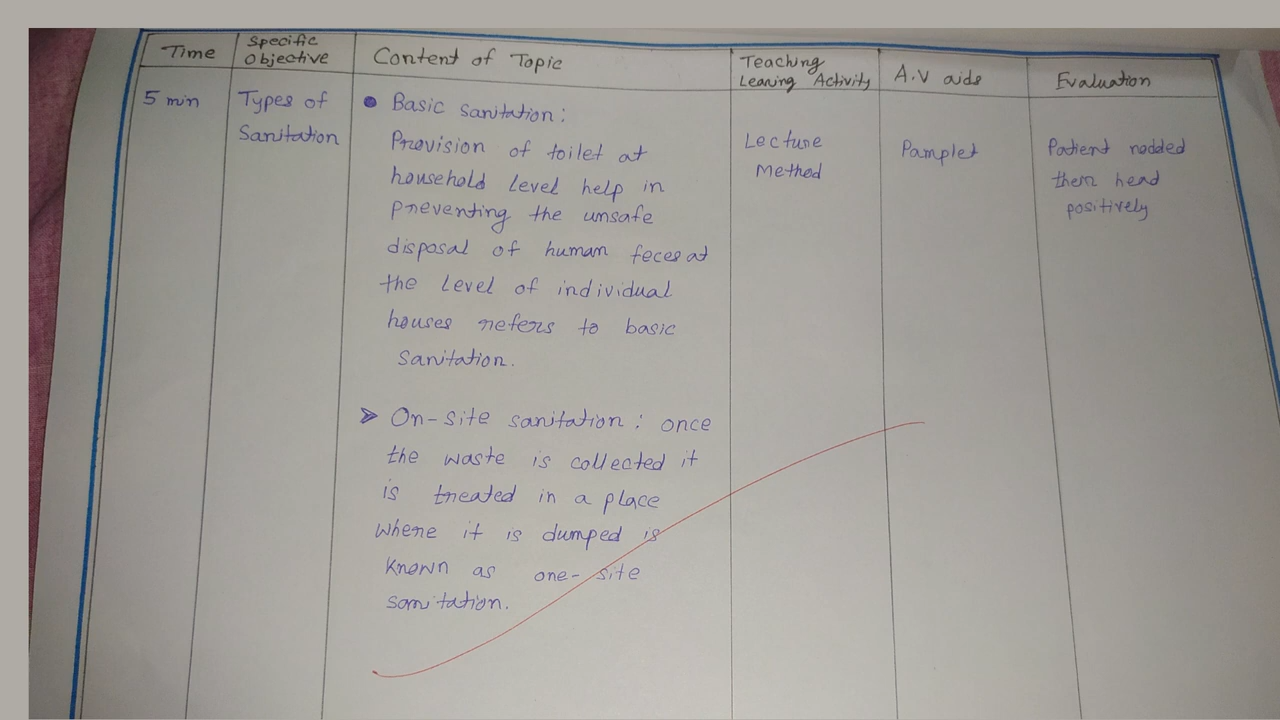 Time
Specific
Objective
Content of Topic
Teaching
Learing Activity
A.V aids
Evaluation
5 min
Types of
Sanitation
• Basic sanitation:
Provision of toilet at
household level help in
preventing the unsafe
disposal of human feces at
the level of individual
houses refers to basic
sanitation.
➤ On-site sanitation: once
the waste is collected it
is treated in a place
where it is dumped is
known as one-site
sanitation.
Lecture
Method
Pamplet
Patient nodded
their head
positively